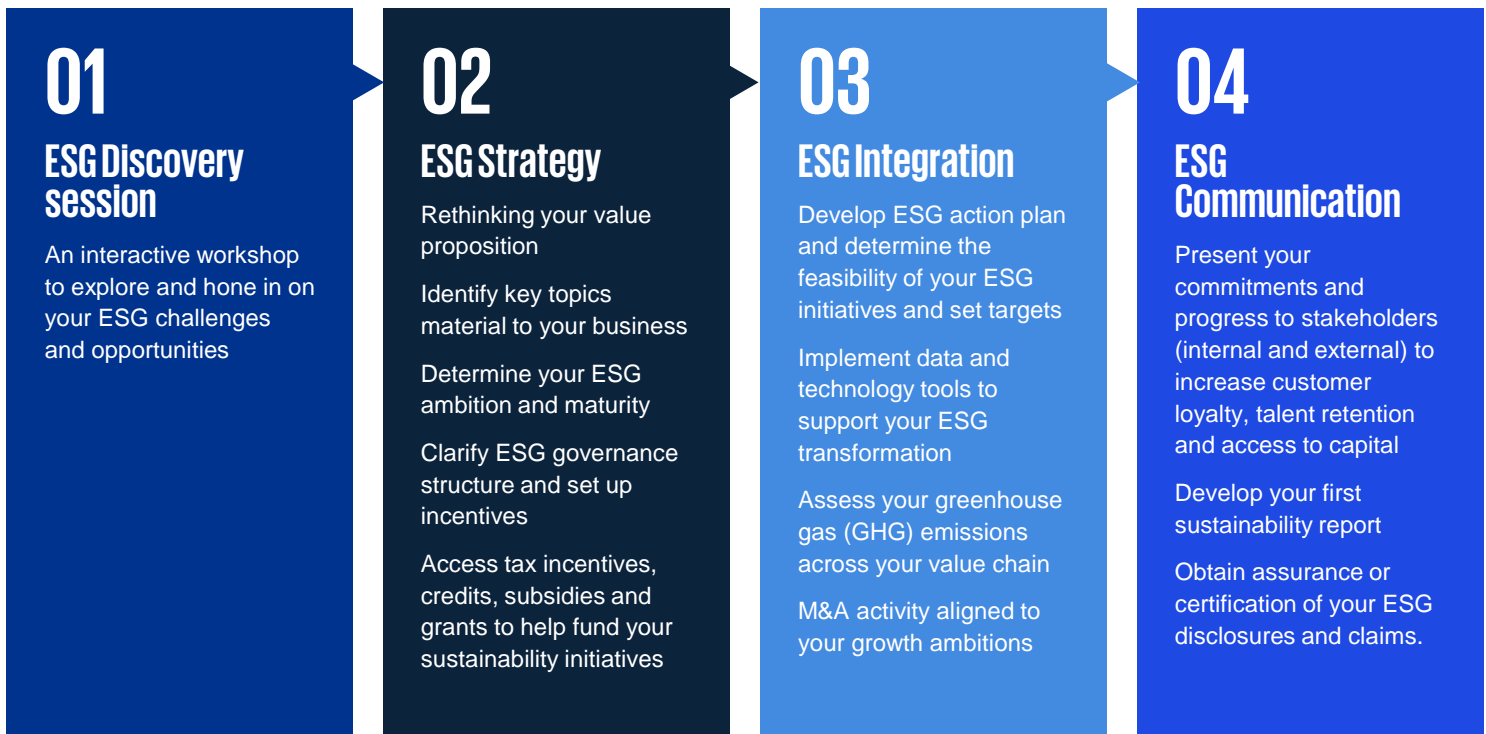 01
ESG Discovery
session
An interactive workshop
to explore and hone in on
your ESG challenges
and opportunities
02
ESG Strategy
Rethinking your value
proposition
Identify key topics
material to your business
Determine your ESG
ambition and maturity
Clarify ESG governance
structure and set up
incentives
Access tax incentives,
credits, subsidies and
grants to help fund your
sustainability initiatives
03
ESG Integration
Develop ESG action plan
and determine the
feasibility of your ESG
initiatives and set targets
Implement data and
technology tools to
support your ESG
transformation
Assess your greenhouse
gas (GHG) emissions
across your value chain
M&A activity aligned to
your growth ambitions
04
ESG
Communication
Present your
commitments and
progress to stakeholders
(internal and external) to
increase customer
loyalty, talent retention
and access to capital
Develop your first
sustainability report
Obtain assurance or
certification of your ESG
disclosures and claims.